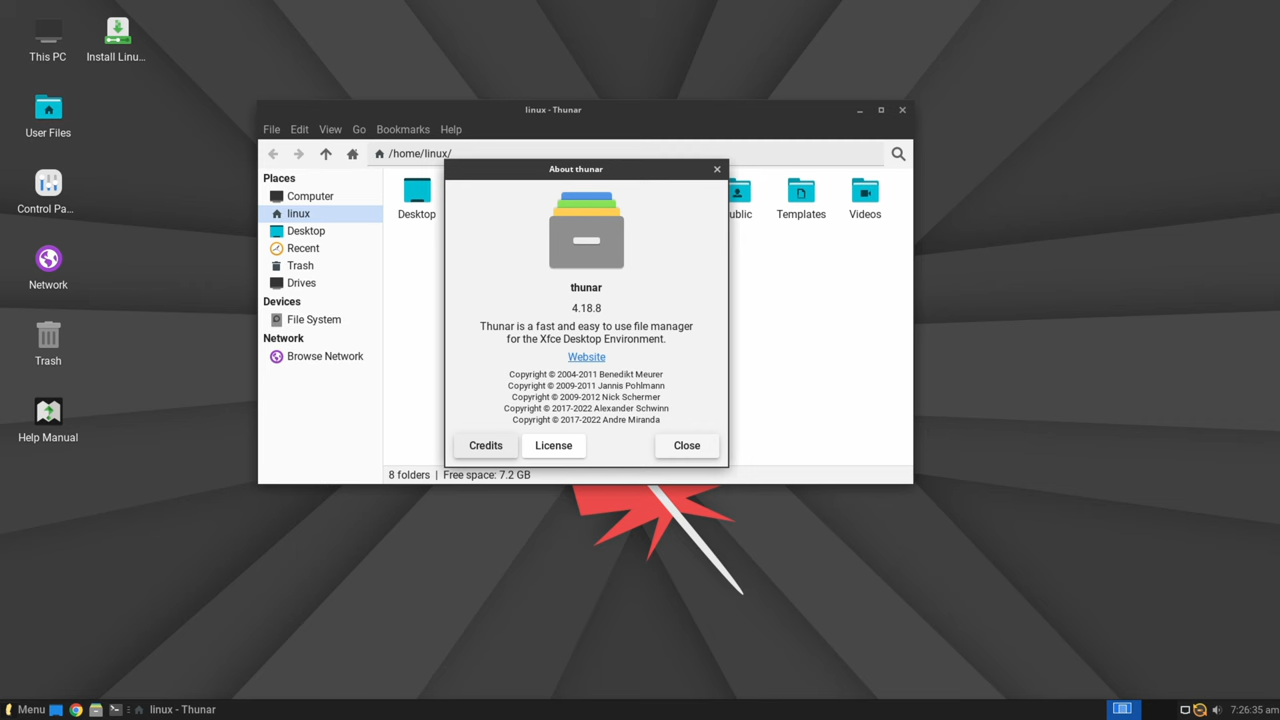 This PC
Install Linu...
User Files
Control Pa...
Network
Trash
Help Manual
linux - Thunar
File Edit View Go Bookmarks Help
/home/linux/
Places
Computer
linux
Desktop
Recent
Trash
Drives
Devices
File System
Network
Browse Network
Desktop
ublic
Templates
Videos
About thunar
thunar
4.18.8
Thunar is a fast and easy to use file manager
for the Xfce Desktop Environment.
Website
Copyright © 2004-2011 Benedikt Meurer
Copyright © 2009-2011 Jannis Pohlmann
Copyright © 2009-2012 Nick Schermer
Copyright © 2017-2022 Alexander Schwinn
Copyright © 2017-2022 Andre Miranda
Credits License Close
8 folders | Free space: 7.2 GB
Menu linux - Thunar 7:26:35 am